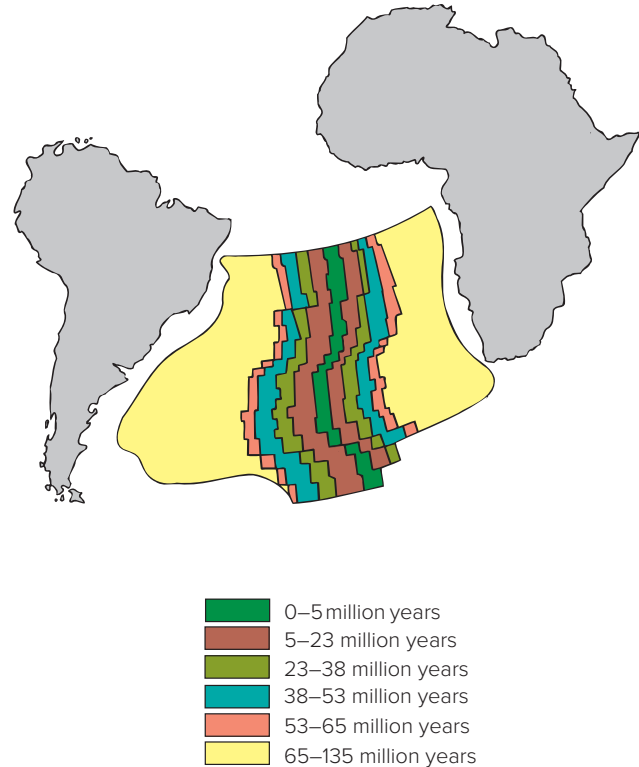 0–5 million years
5–23 million years
23–38 million years
38–53 million years
53–65 million years
65–135 million years